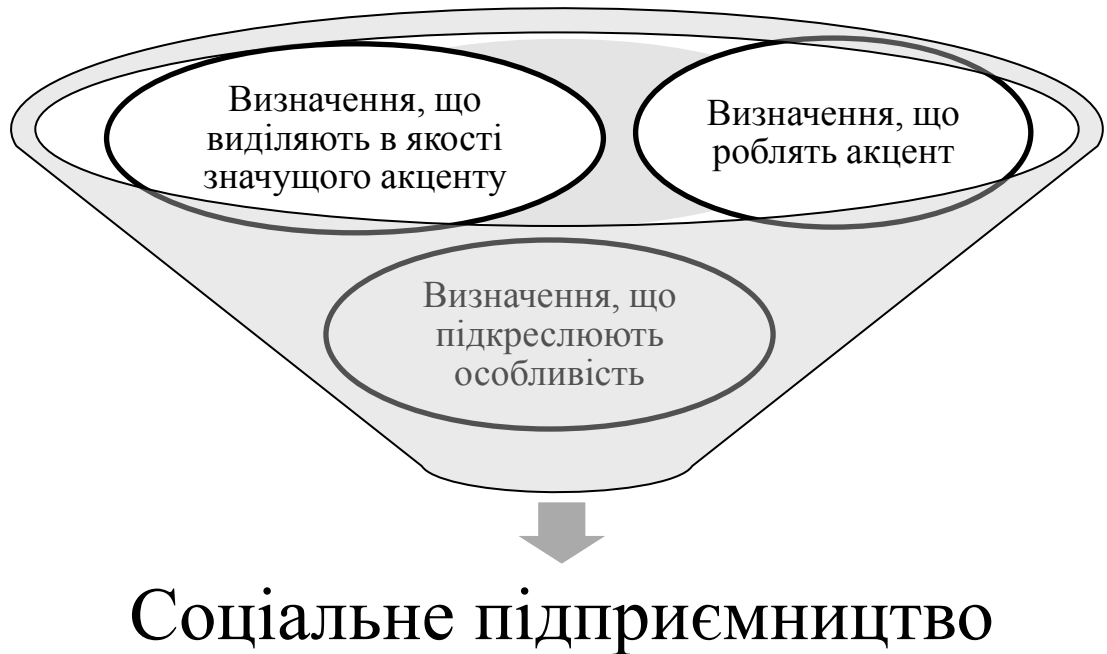 Визначення, що
виділяють в якості
значущого акценту
Визначення, що
роблять акцент
Визначення, що
підкреслюють
особливість
Соціальне підприємництво